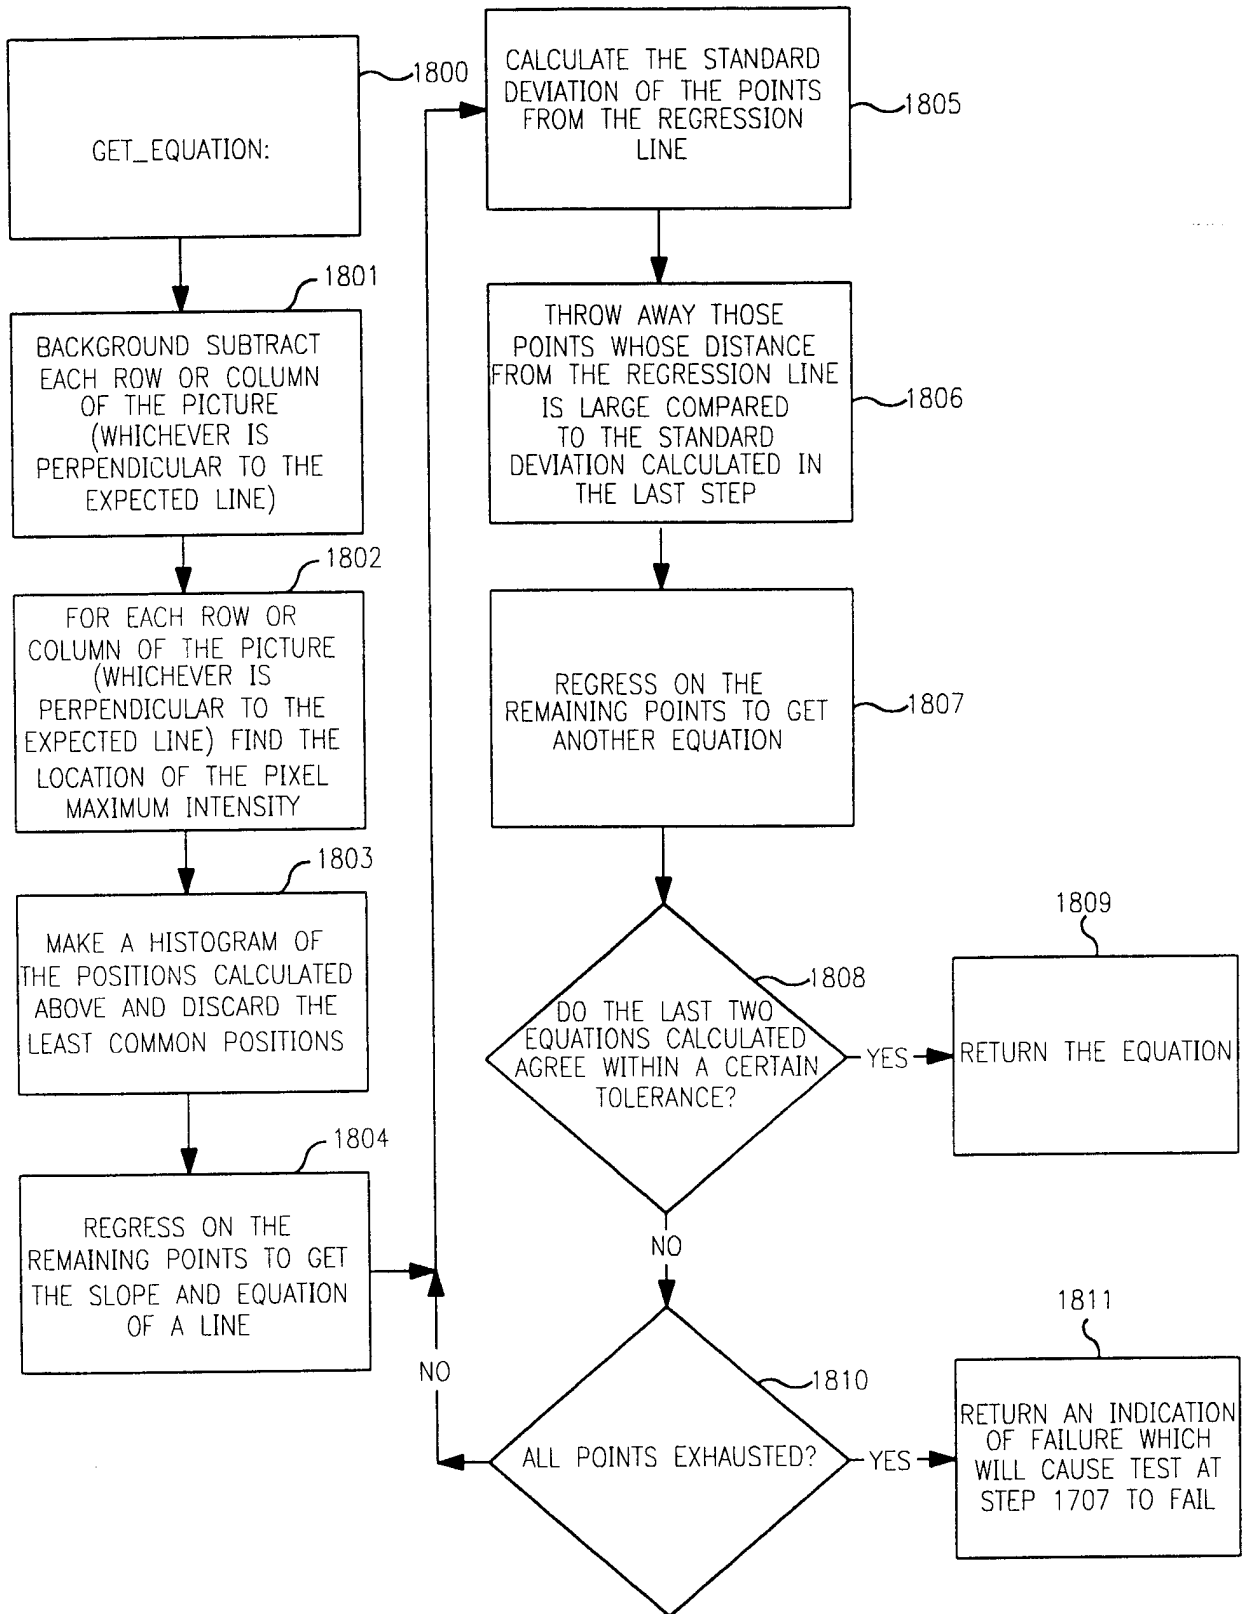 1800
GET_EQUATION:
1801
BACKGROUND SUBTRACT
EACH ROW OR COLUMN
OF THE PICTURE
(WHICHEVER IS
PERPENDICULAR TO THE
EXPECTED LINE)
1802
FOR EACH ROW OR
COLUMN OF THE PICTURE
(WHICHEVER IS
PERPENDICULAR TO THE
EXPECTED LINE) FIND THE
LOCATION OF THE PIXEL
MAXIMUM INTENSITY
1803
MAKE A HISTOGRAM OF
THE POSITIONS CALCULATED
ABOVE AND DISCARD THE
LEAST COMMON POSITIONS
1804
REGRESS ON THE
REMAINING POINTS TO GET
THE SLOPE AND EQUATION
OF A LINE
1805
CALCULATE THE STANDARD
DEVIATION OF THE POINTS
FROM THE REGRESSION
LINE
1806
THROW AWAY THOSE
POINTS WHOSE DISTANCE
FROM THE REGRESSION LINE
IS LARGE COMPARED
TO THE STANDARD
DEVIATION CALCULATED IN
THE LAST STEP
1807
REGRESS ON THE
REMAINING POINTS TO GET
ANOTHER EQUATION
1808
DO THE LAST TWO
EQUATIONS CALCULATED
AGREE WITHIN A CERTAIN
TOLERANCE?
YES
1809
RETURN THE EQUATION
NO
1810
ALL POINTS EXHAUSTED?
NO
YES
1811
RETURN AN INDICATION
OF FAILURE WHICH
WILL CAUSE TEST AT
STEP 1707 TO FAIL